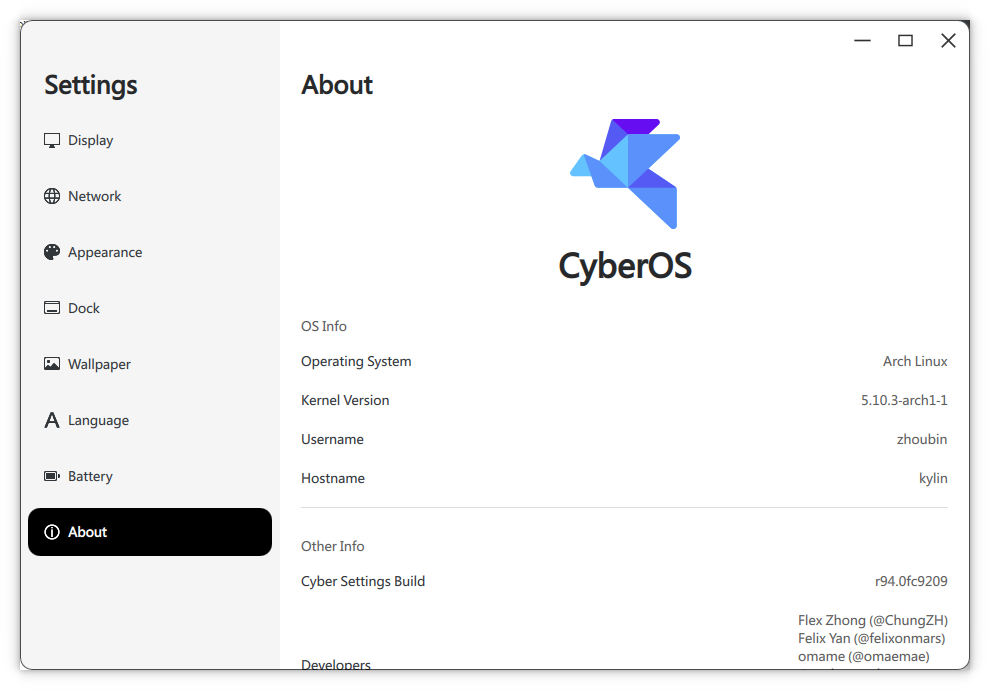 Settings
Display
Network
Appearance
Dock
Wallpaper
Language
Battery
About
About
CyberOS
OS Info
Operating System Arch Linux
Kernel Version 5.10.3-arch1-1
Username zhoubin
Hostname kylin
Other Info
Cyber Settings Build r94.0fc9209
Flex Zhong (@ChungZH)
Felix Yan (@felixonmars)
omame (@omaemae)
Developers